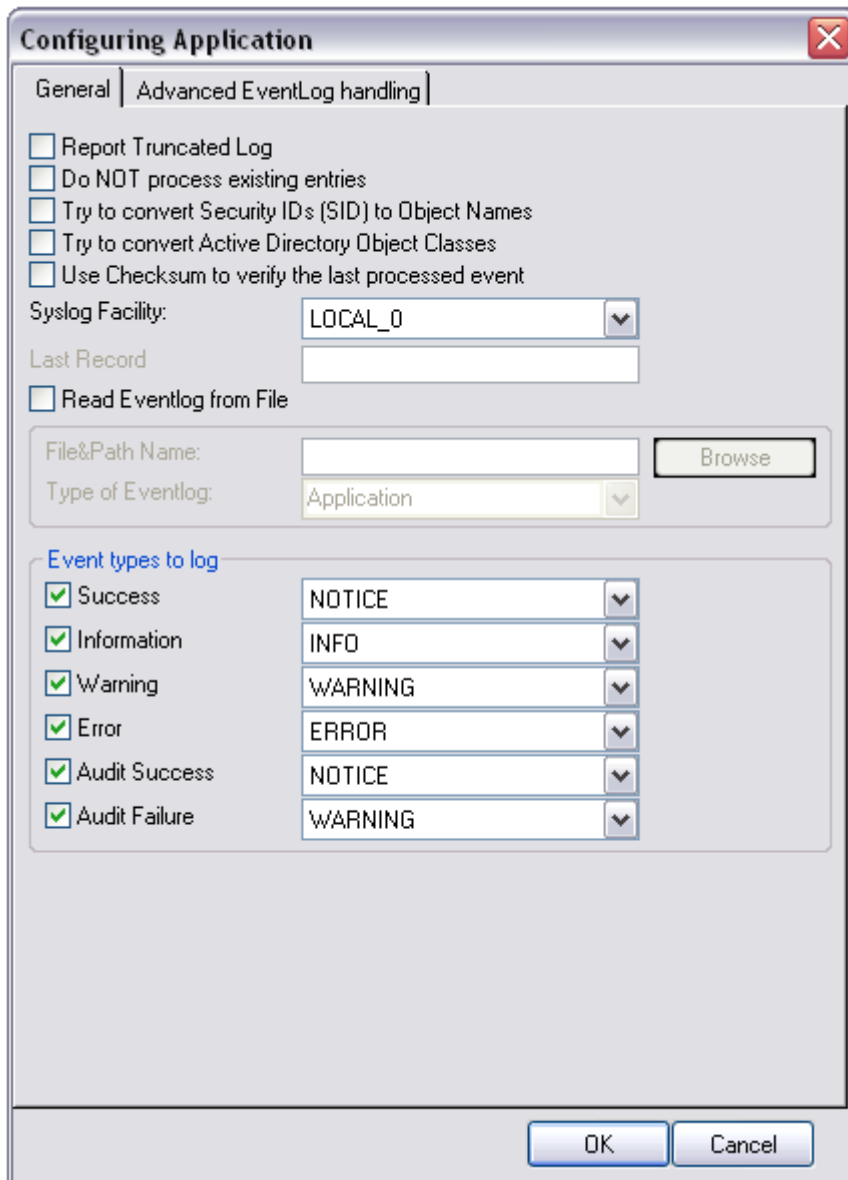 Configuring Application
General Advanced EventLog handling
Report Truncated Log
Do NOT process existing entries
Try to convert Security IDs (SID) to Object Names
Try to convert Active Directory Object Classes
Use Checksum to verify the last processed event
Syslog Facility: LOCAL_0
Last Record
Read Eventlog from File
File&Path Name: Browse
Type of Eventlog: Application
Event types to log
Success NOTICE
Information INFO
Warning WARNING
Error ERROR
Audit Success NOTICE
Audit Failure WARNING
OK Cancel